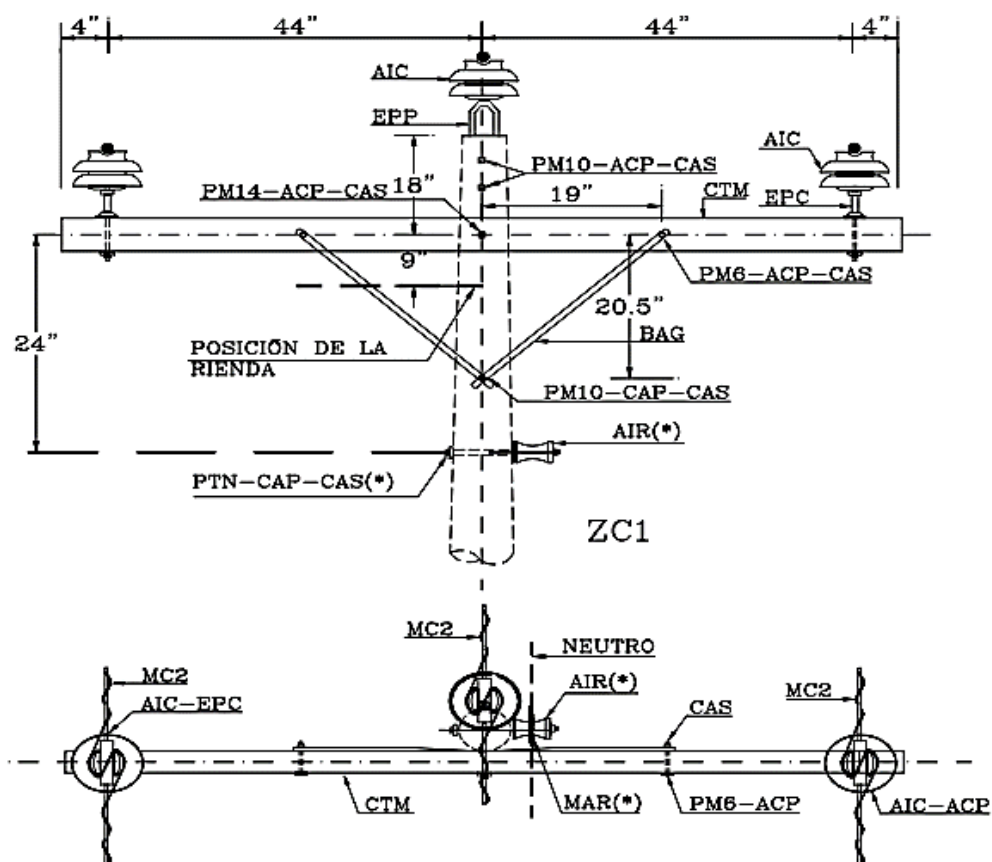 4" 44" 44" 4"
AIC
EPP
AIC
PM10-ACP-CAS
PM14-ACP-CAS
18"
19"
CTM
EPC
9"
PM6-ACP-CAS
24"
20.5"
POSICIÓN DE LA
RIENDA
BAG
PM10-CAP-CAS
AIR(*)
PTN-CAP-CAS(*)
ZC1
MC2
NEUTRO
MC2
AIC-EPC
AIR(*)
CAS
MC2
CTM
MAR(*)
PM6-ACP
AIC-ACP